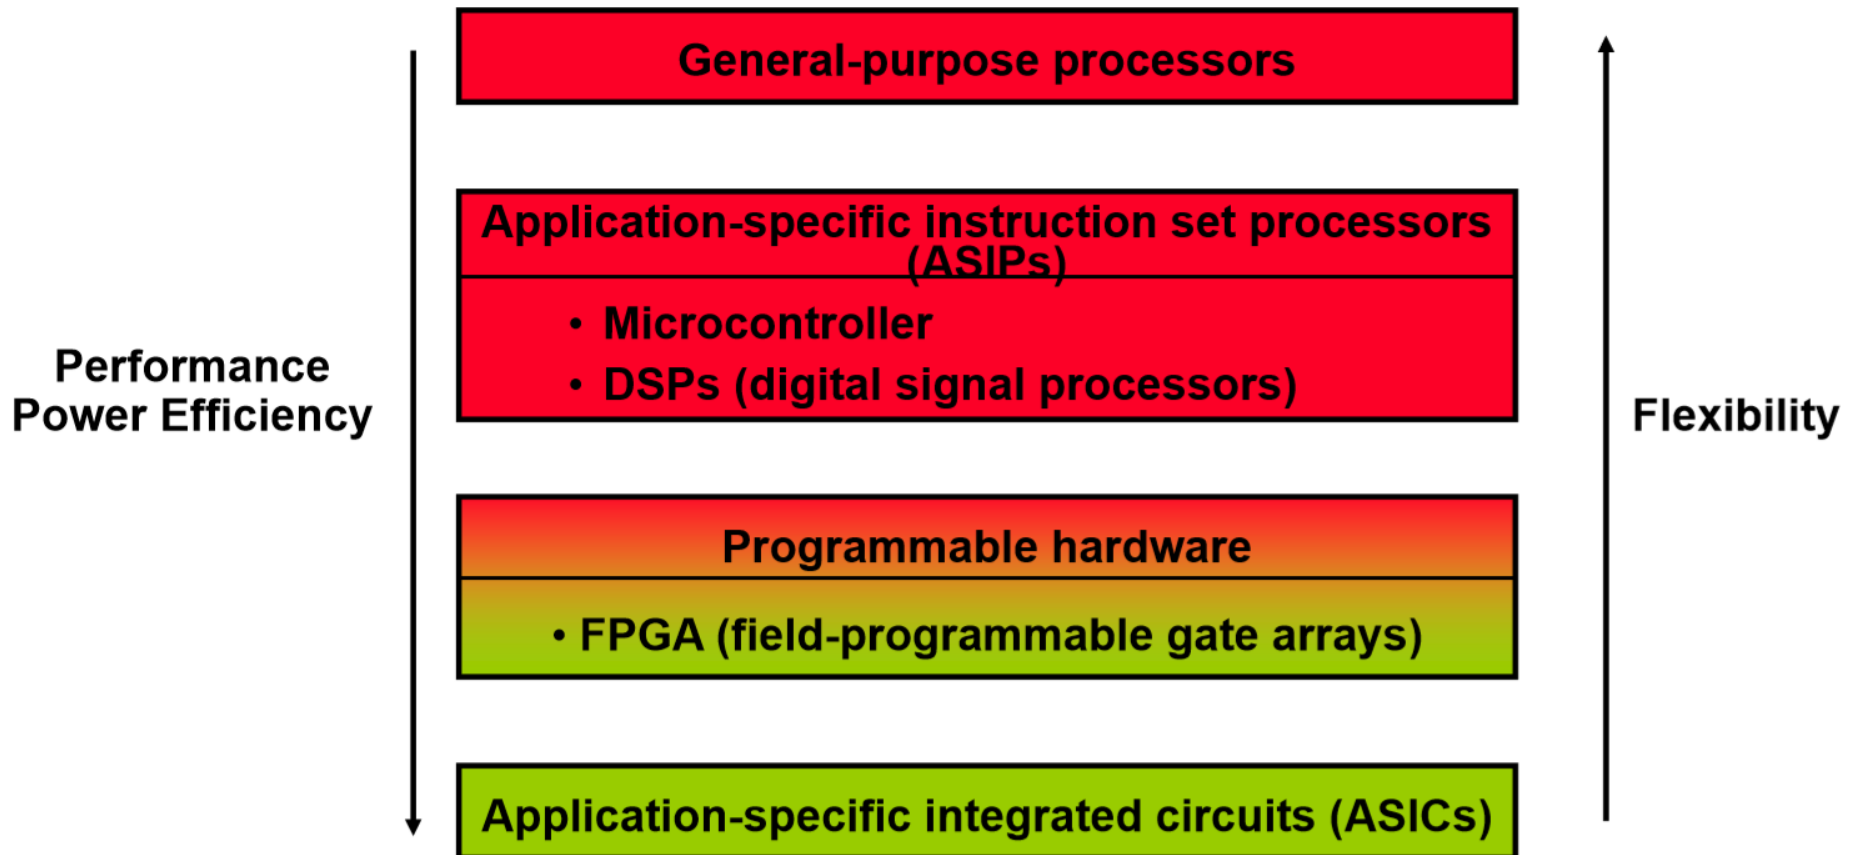 General-purpose processors
Application-specific instruction set processors
(ASIPs)
• Microcontroller
• DSPs (digital signal processors)
Performance
Power Efficiency
Flexibility
Programmable hardware
• FPGA (field-programmable gate arrays)
Application-specific integrated circuits (ASICs)